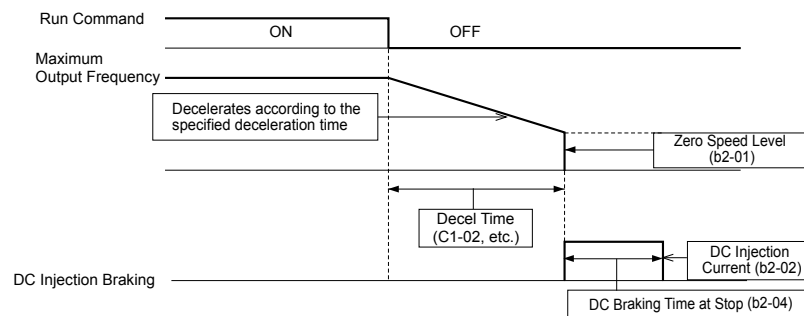 Run Command
ON
OFF
Maximum
Output Frequency
Decelerates according to the
specified deceleration time
Zero Speed Level
(b2-01)
Decel Time
(C1-02, etc.)
DC Injection
Current (b2-02)
DC Injection Braking
DC Braking Time at Stop (b2-04)